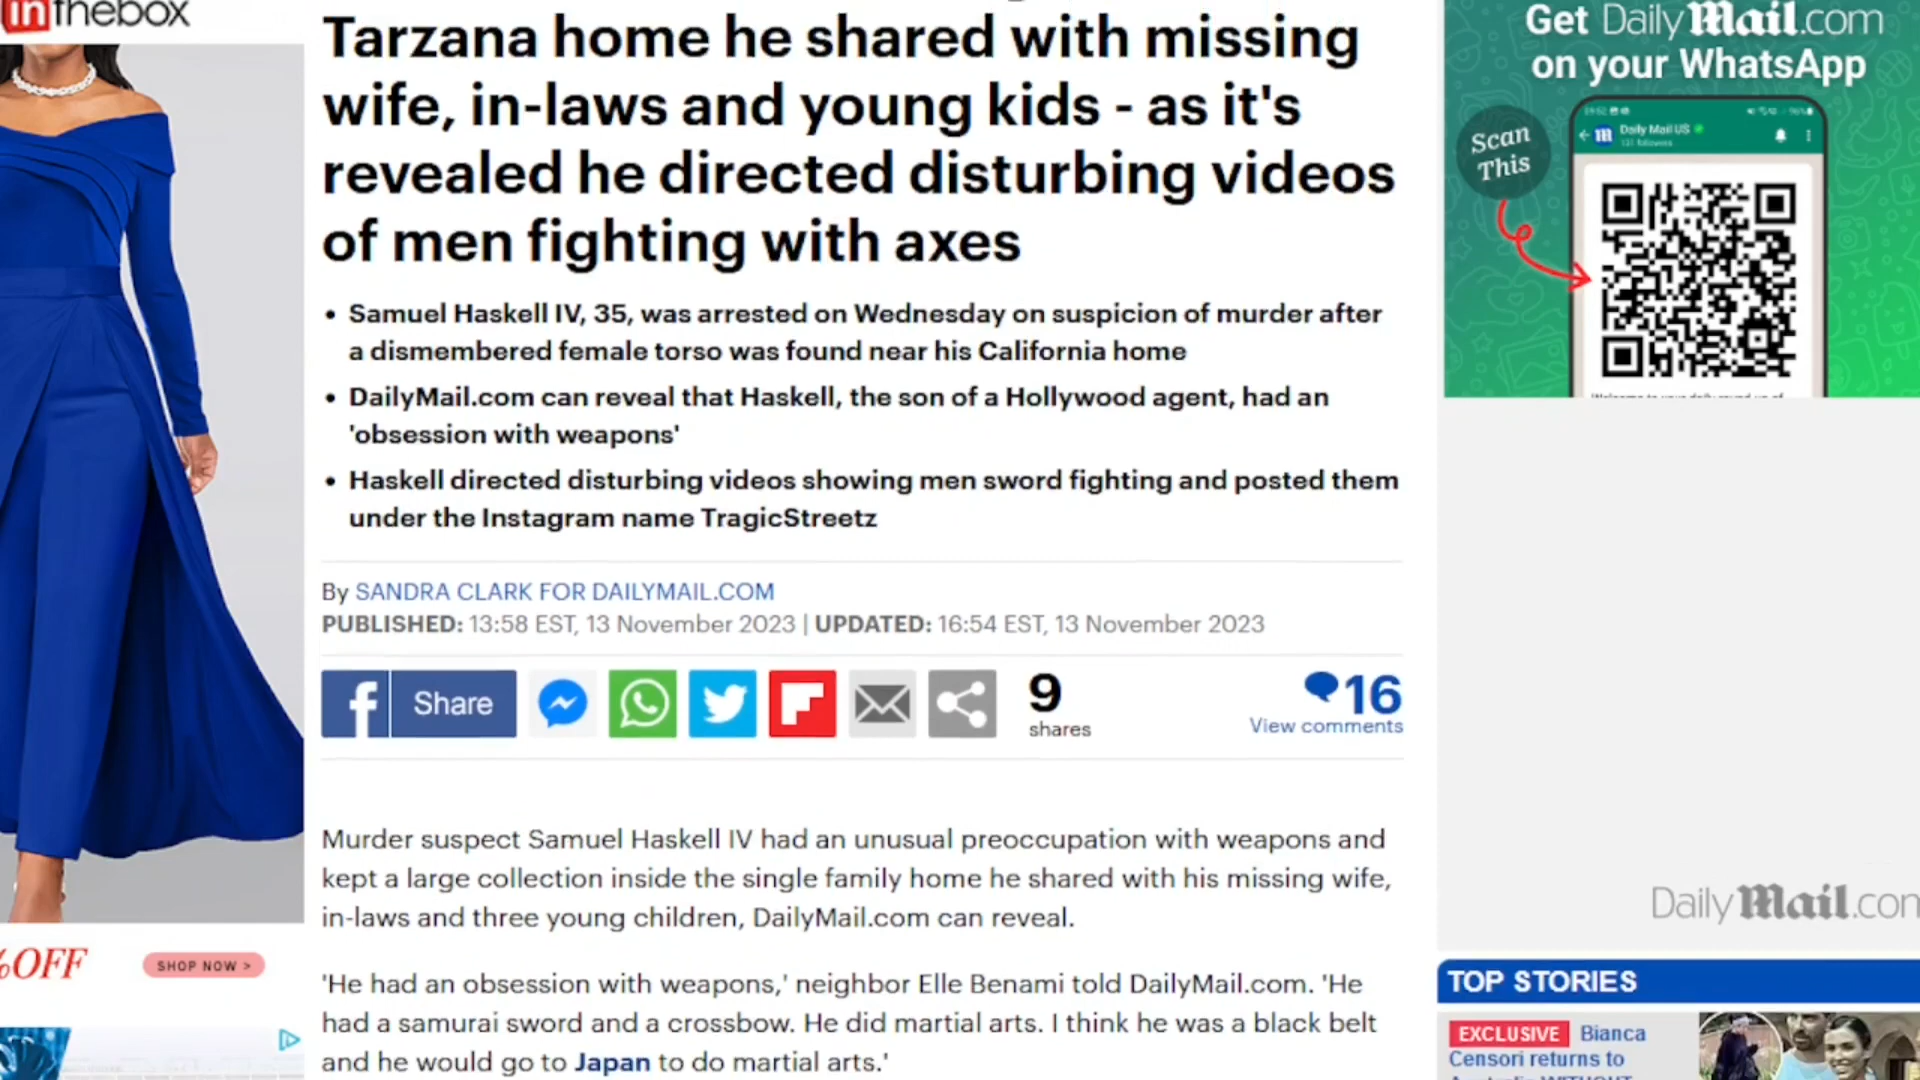 inthebox
Tarzana home he shared with missing
wife, in-laws and young kids - as it's
revealed he directed disturbing videos
of men fighting with axes
• Samuel Haskell IV, 35, was arrested on Wednesday on suspicion of murder after
a dismembered female torso was found near his California home
• DailyMail.com can reveal that Haskell, the son of a Hollywood agent, had an
'obsession with weapons'
• Haskell directed disturbing videos showing men sword fighting and posted them
under the Instagram name TragicStreetz
By SANDRA CLARK FOR DAILYMAIL.COM
PUBLISHED: 13:58 EST, 13 November 2023 | UPDATED: 16:54 EST, 13 November 2023
Share
9
shares
16
View comments
Murder suspect Samuel Haskell IV had an unusual preoccupation with weapons and
kept a large collection inside the single family home he shared with his missing wife,
in-laws and three young children, DailyMail.com can reveal.
'He had an obsession with weapons,' neighbor Elle Benami told DailyMail.com. 'He
had a samurai sword and a crossbow. He did martial arts. I think he was a black belt
and he would go to Japan to do martial arts.'
%OFF
SHOP NOW >
Get DailyMail.com
on your WhatsApp
Scan
This
Daily Mail US
131 followers
DailyMail.con
TOP STORIES
EXCLUSIVE Bianca
Censori returns to